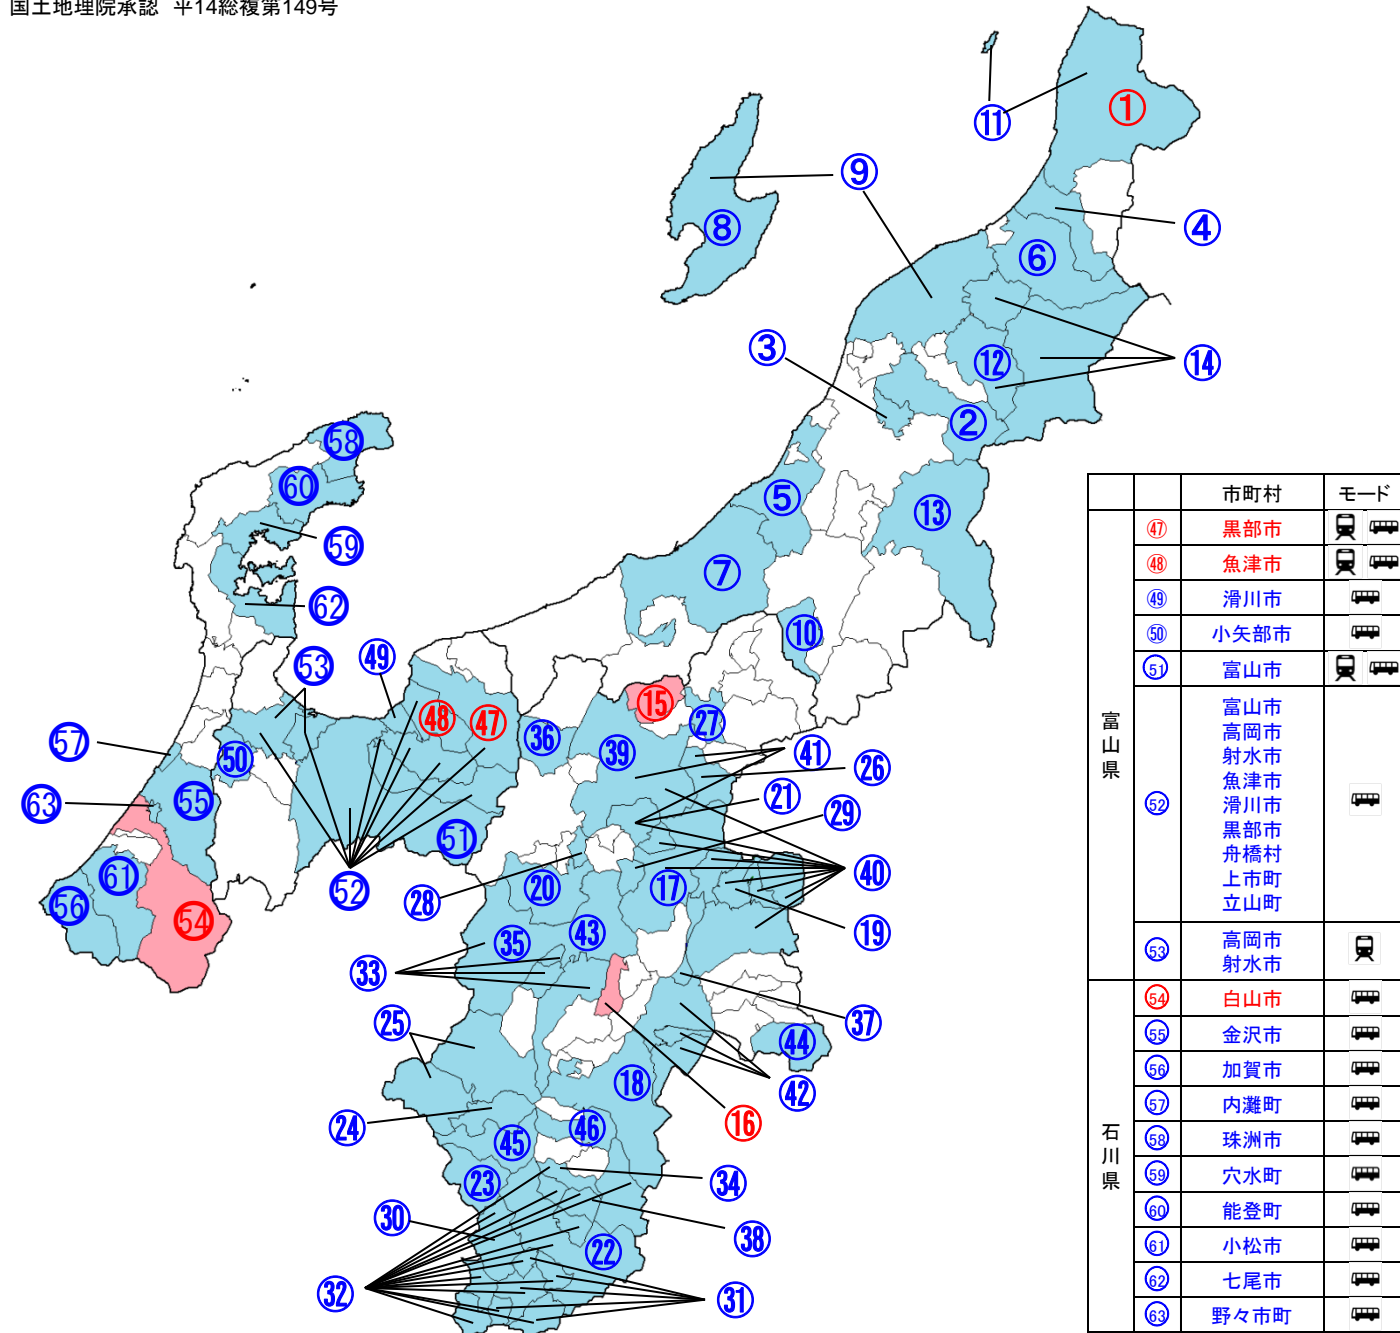 国土地理院承認 平14総複第149号
①
⑪
⑨
⑧
④
⑥
③
⑫
⑭
②
58
60
⑤
⑬
59
⑦
62
⑩
53
㊾
⑮
㊽
㊼
㉗
57
㊱
㊴
㊶
㊿
㉖
63
55
㉑
㉙
51
61
52
㉘
⑳
⑰
㊵
56
54
㉟
㊸
⑲
㉝
㉕
㊲
㊹
⑱
㊷
㉔
⑯
㊺
㊻
㉓
㉞
㉚
㊳
㉒
㉜
㉛
市町村 モード
富山県
㊼ 黒部市
㊽ 魚津市
㊾ 滑川市
㊿ 小矢部市
51 富山市
52
富山市
高岡市
射水市
魚津市
滑川市
黒部市
舟橋村
上市町
立山町
53
高岡市
射水市
石川県
54 白山市
55 金沢市
56 加賀市
57 内灘町
58 珠洲市
59 穴水町
60 能登町
61 小松市
62 七尾市
63 野々市町